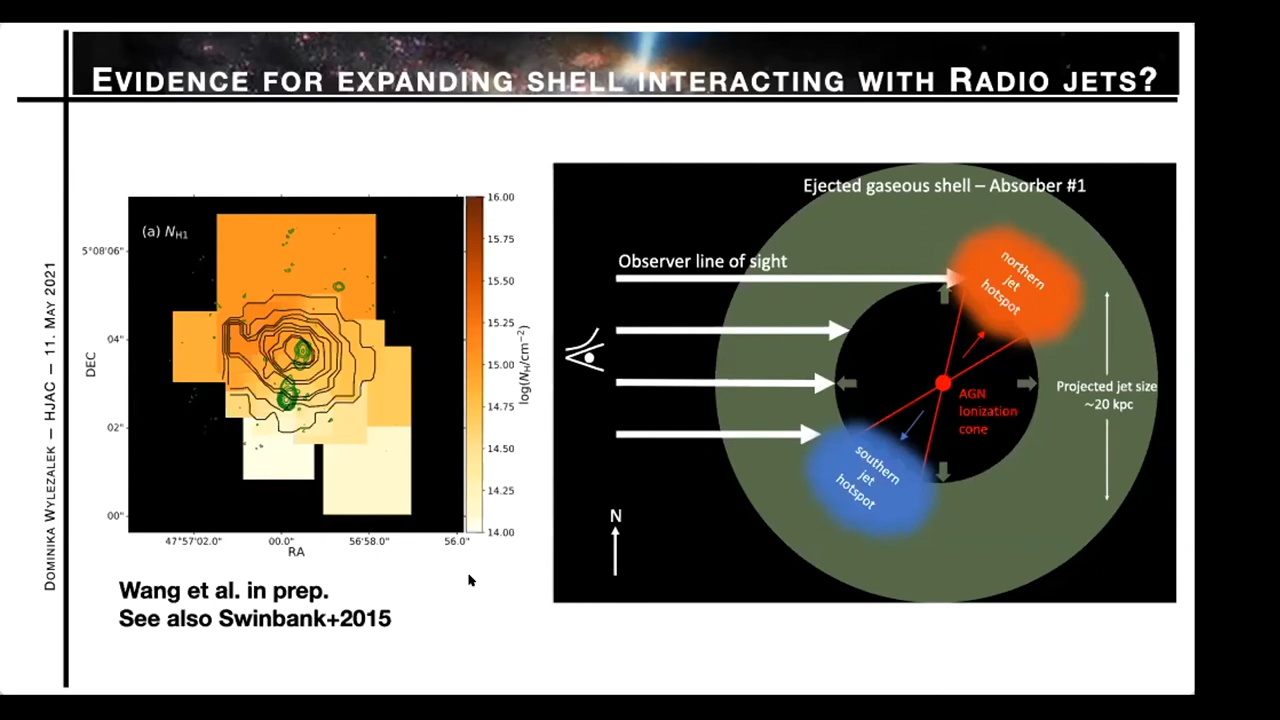 EVIDENCE FOR EXPANDING SHELL INTERACTING WITH RADIO JETS?
DOMINIKA WYLEZALEK — HJAC — 11. MAY 2021
(a) N_H1
5°08'06"
04"
02"
00"
DEC
47°57'02.0"
00.0"
56'58.0"
56.0"
RA
16.00
15.75
15.50
15.25
15.00
14.75
14.50
14.25
14.00
log(N_H/cm⁻²)
Wang et al. in prep.
See also Swinbank+2015
Ejected gaseous shell – Absorber #1
Observer line of sight
northern
jet
hotspot
AGN
Ionization
cone
Projected jet size
~20 kpc
southern
jet
hotspot
N